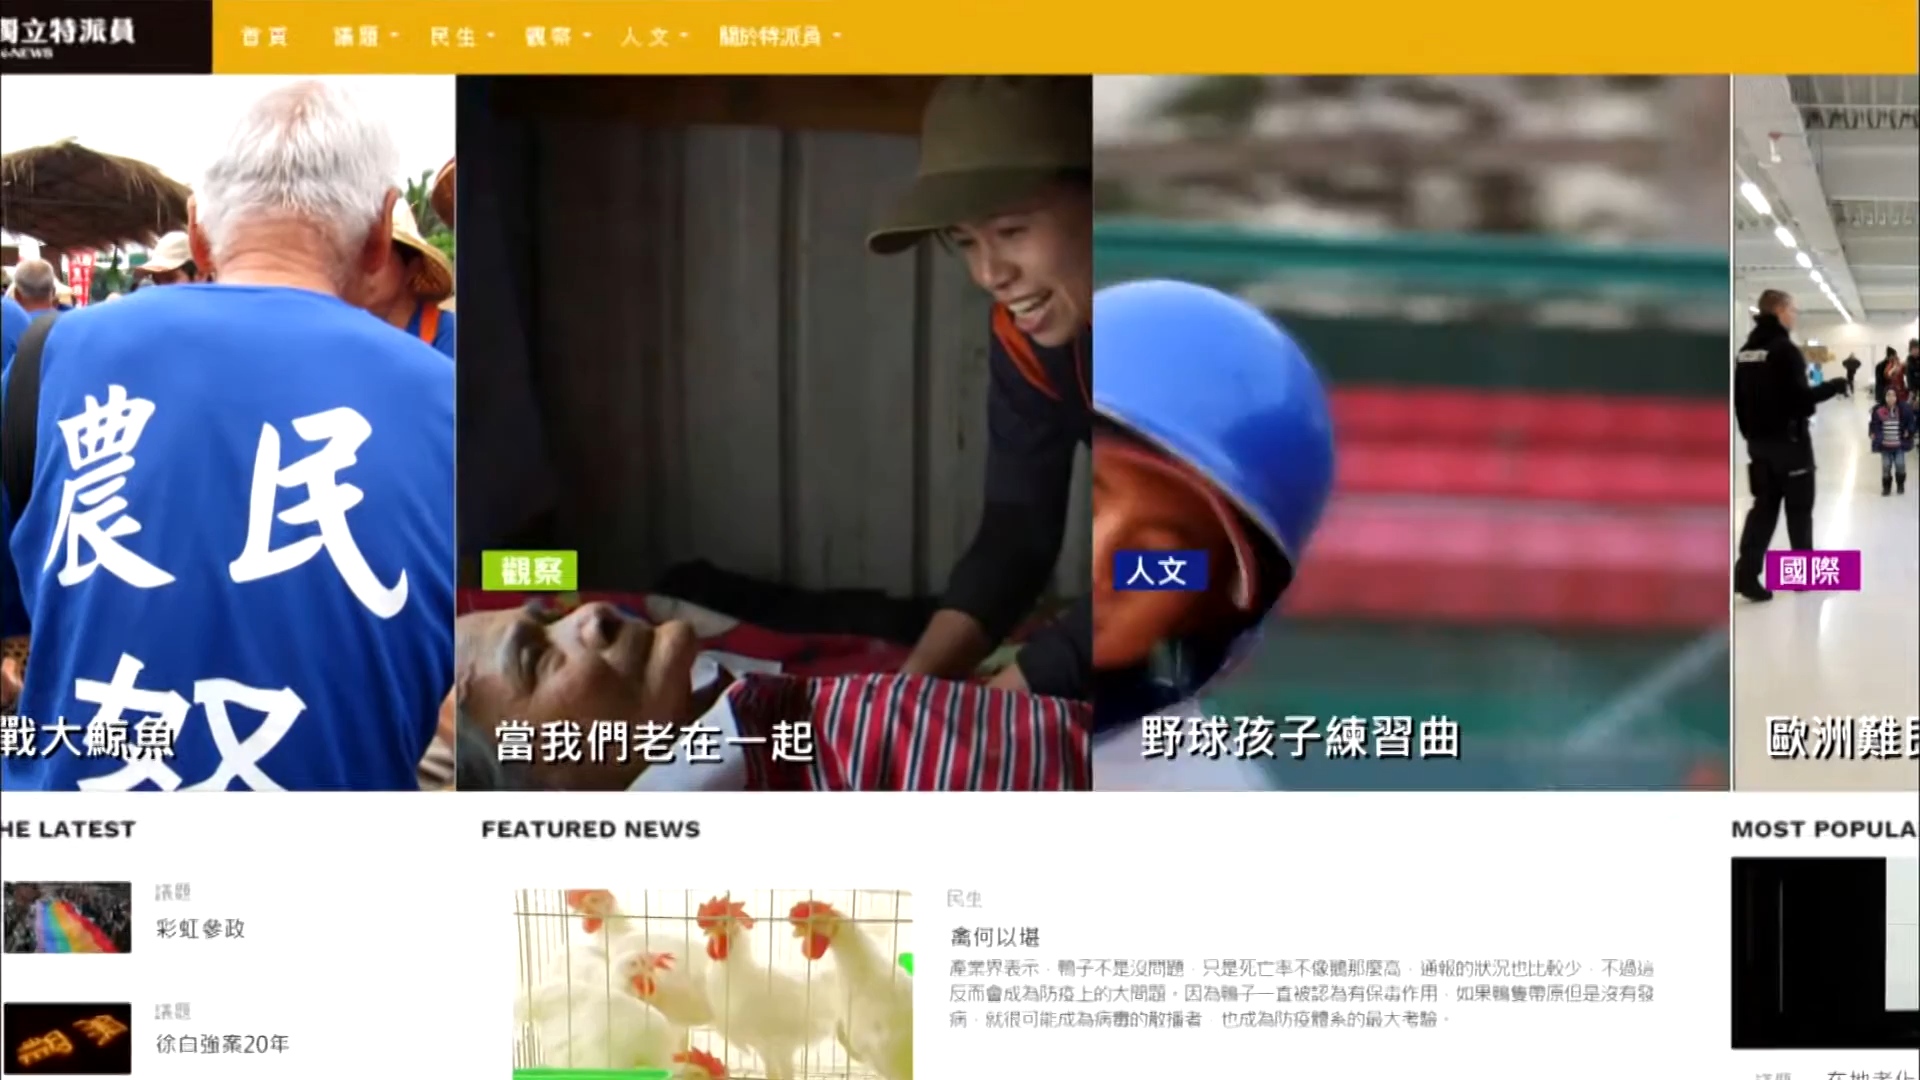 獨立特派員
首頁 議題 民生 觀察 人文 關於特派員
農民
怒
觀察
人文
國際
SECURITY
戰大鯨魚
當我們老在一起
野球孩子練習曲
歐洲難民
HE LATEST
FEATURED NEWS
MOST POPULA
議題
彩虹參政
議題
徐自強案20年
民生
禽何以堪
產業界表示，鴨子不是沒問題，只是死亡率不像鵝那麼高，通報的狀況也比較少，不過這
反而會成為防疫上的大問題。因為鴨子一直被認為有保毒作用，如果鴨隻帶原但是沒有發
病，就很可能成為病毒的散播者，也成為防疫體系的最大考驗。
議題
在地老化